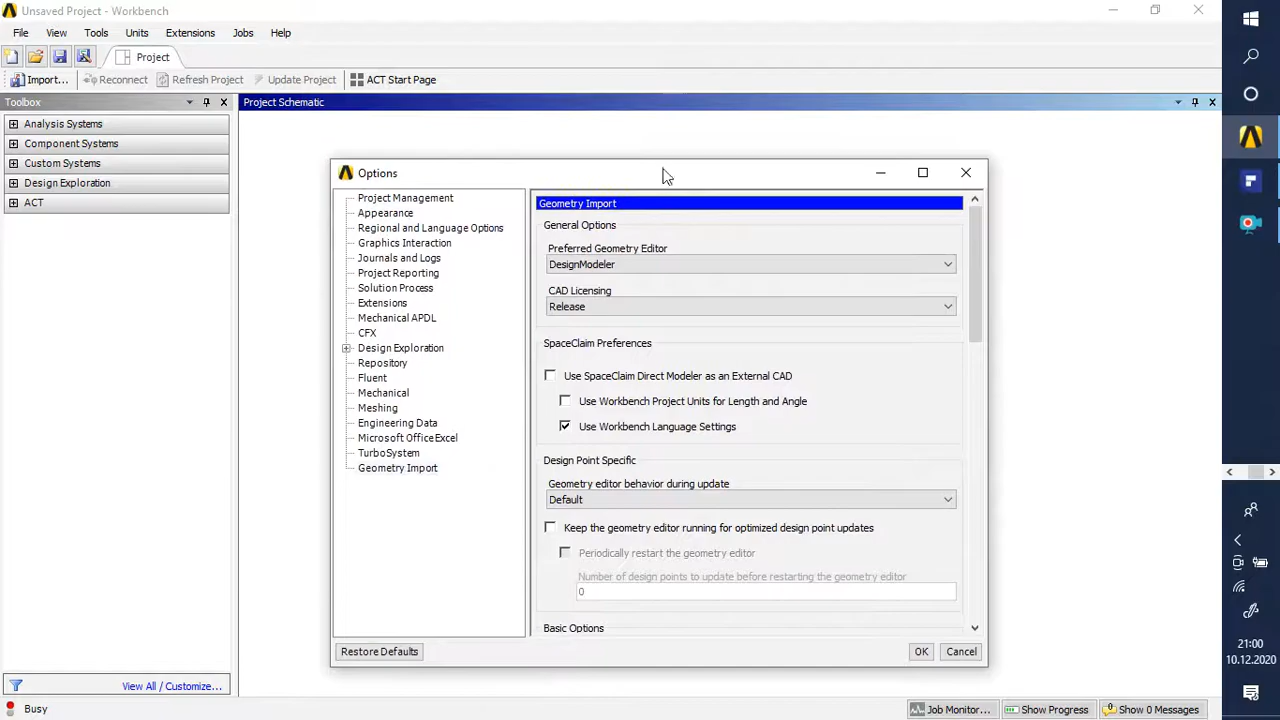 Unsaved Project - Workbench
File View Tools Units Extensions Jobs Help
Project
Import... Reconnect Refresh Project Update Project ACT Start Page
Toolbox
Project Schematic
Analysis Systems
Component Systems
Custom Systems
Design Exploration
ACT
Options
Project Management
Appearance
Regional and Language Options
Graphics Interaction
Journals and Logs
Project Reporting
Solution Process
Extensions
Mechanical APDL
CFX
Design Exploration
Repository
Fluent
Mechanical
Meshing
Engineering Data
Microsoft Office Excel
TurboSystem
Geometry Import
Geometry Import
General Options
Preferred Geometry Editor
DesignModeler
CAD Licensing
Release
SpaceClaim Preferences
Use SpaceClaim Direct Modeler as an External CAD
Use Workbench Project Units for Length and Angle
Use Workbench Language Settings
Design Point Specific
Geometry editor behavior during update
Default
Keep the geometry editor running for optimized design point updates
Periodically restart the geometry editor
Number of design points to update before restarting the geometry editor
0
Basic Options
Restore Defaults
OK Cancel
View All / Customize...
Busy
Job Monitor... Show Progress Show 0 Messages
21:00
10.12.2020